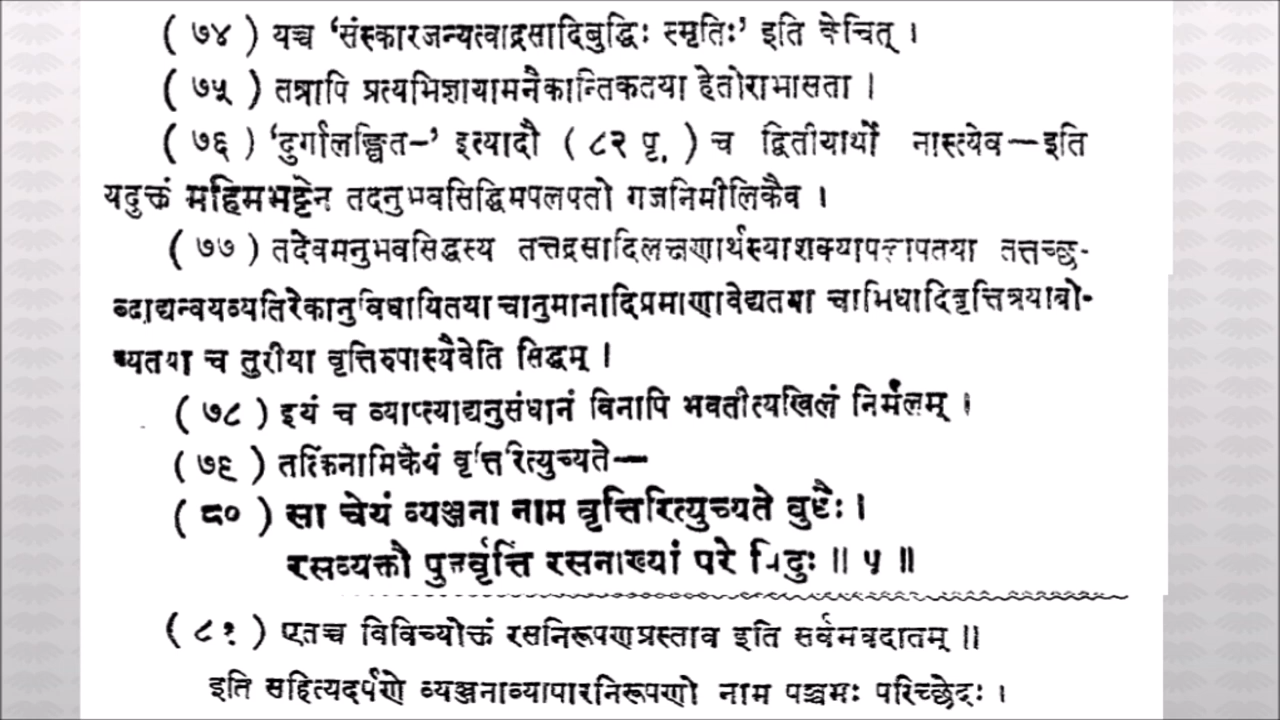 ( ७४ ) यच्च ‘संस्कारजन्यत्वाद्रसादिबुद्धिः स्मृतिः’ इति केचित् ।
( ७५ ) तत्रापि प्रत्यभिज्ञायामनैकान्तिकतया हेतोराभासता ।
( ७६ ) ‘दुर्गालङ्घित-’ इत्यादौ ( ८२ पृ. ) च द्वितीयार्थो नास्त्येव—इति
यदुक्तं महिमभट्टेन तदनुभवसिद्धिमपलपतो गजनिमीलिकैव ।
( ७७ ) तदेवमनुभवसिद्धस्य तत्तद्रसादिलक्षणार्थस्याशक्यापलापतया तत्तच्छ-
ब्दाद्यन्वयव्यतिरेकानुविधायितया चानुमानादिप्रमाणावेद्यतया चाभिधादिवृत्तित्रयाबो-
ध्यतया च तुरीया वृत्तिरुपास्यैवेति सिद्धम् ।
( ७८ ) इयं च व्याप्त्याद्यनुसंधानं विनापि भवतीत्यखिलं निर्मलम् ।
( ७९ ) तत्किंनामिकेयं वृत्तिरित्युच्यते—
( ८० ) सा चेयं व्यञ्जना नाम वृत्तिरित्युच्यते बुधैः ।
रसव्यक्तौ पुनर्वृत्तिं रसनाख्यां परे विदुः ॥ ५ ॥
( ८१ ) एतच्च विविच्योक्तं रसनिरूपणप्रस्ताव इति सर्वमवदातम् ॥
इति सहित्यदर्पणे व्यञ्जनाव्यापारनिरूपणो नाम पञ्चमः परिच्छेदः ।